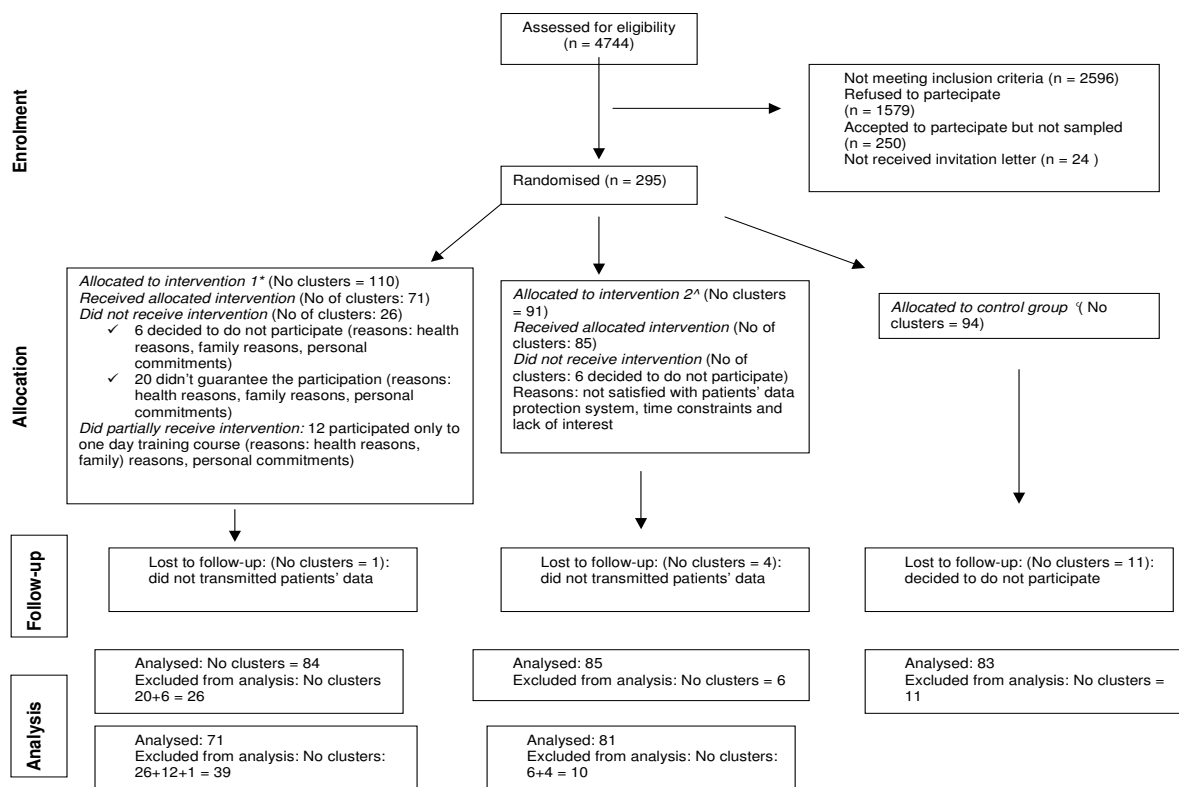 Assessed for eligibility
(n = 4744)
Enrolment
Not meeting inclusion criteria (n = 2596)
Refused to partecipate
(n = 1579)
Accepted to partecipate but not sampled
(n = 250)
Not received invitation letter (n = 24 )
Randomised (n = 295)
Allocation
Allocated to intervention 1* (No clusters = 110)
Received allocated intervention (No of clusters: 71)
Did not receive intervention (No of clusters: 26)
✓ 6 decided to do not participate (reasons: health
reasons, family reasons, personal
commitments)
✓ 20 didn't guarantee the participation (reasons:
health reasons, family reasons, personal
commitments)
Did partially receive intervention: 12 participated only to
one day training course (reasons: health reasons,
family) reasons, personal commitments)
Allocated to intervention 2^ (No clusters
= 91)
Received allocated intervention (No of
clusters: 85)
Did not receive intervention (No of
clusters: 6 decided to do not participate)
Reasons: not satisfied with patients' data
protection system, time constraints and
lack of interest
Allocated to control group ( No
clusters = 94)
Follow-up
Lost to follow-up: (No clusters = 1):
did not transmitted patients' data
Lost to follow-up: (No clusters = 4):
did not transmitted patients' data
Lost to follow-up: (No clusters = 11):
decided to do not participate
Analysis
Analysed: No clusters = 84
Excluded from analysis: No clusters
20+6 = 26
Analysed: 85
Excluded from analysis: No clusters = 6
Analysed: 83
Excluded from analysis: No clusters =
11
Analysed: 71
Excluded from analysis: No clusters:
26+12+1 = 39
Analysed: 81
Excluded from analysis: No clusters:
6+4 = 10